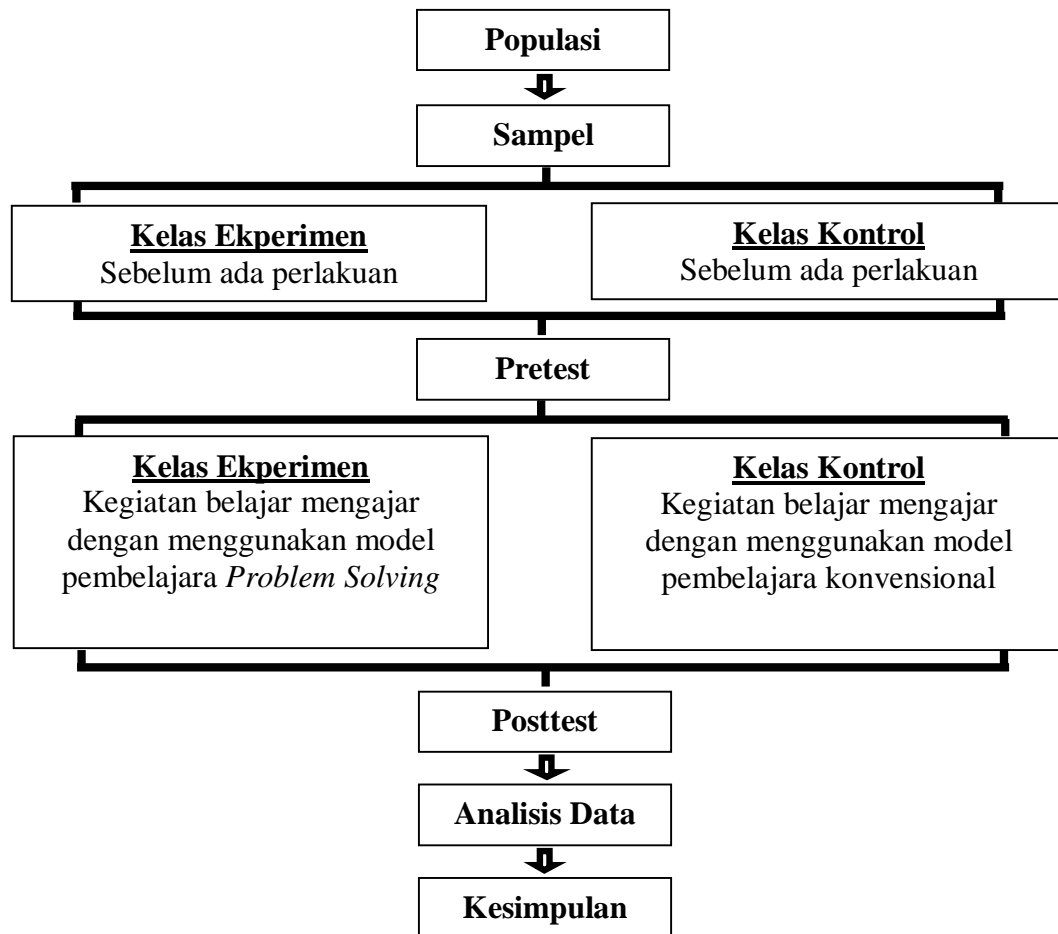 Populasi
Sampel
Kelas Ekperimen
Sebelum ada perlakuan
Kelas Kontrol
Sebelum ada perlakuan
Pretest
Kelas Ekperimen
Kegiatan belajar mengajar
dengan menggunakan model
pembelajara Problem Solving
Kelas Kontrol
Kegiatan belajar mengajar
dengan menggunakan model
pembelajara konvensional
Posttest
Analisis Data
Kesimpulan